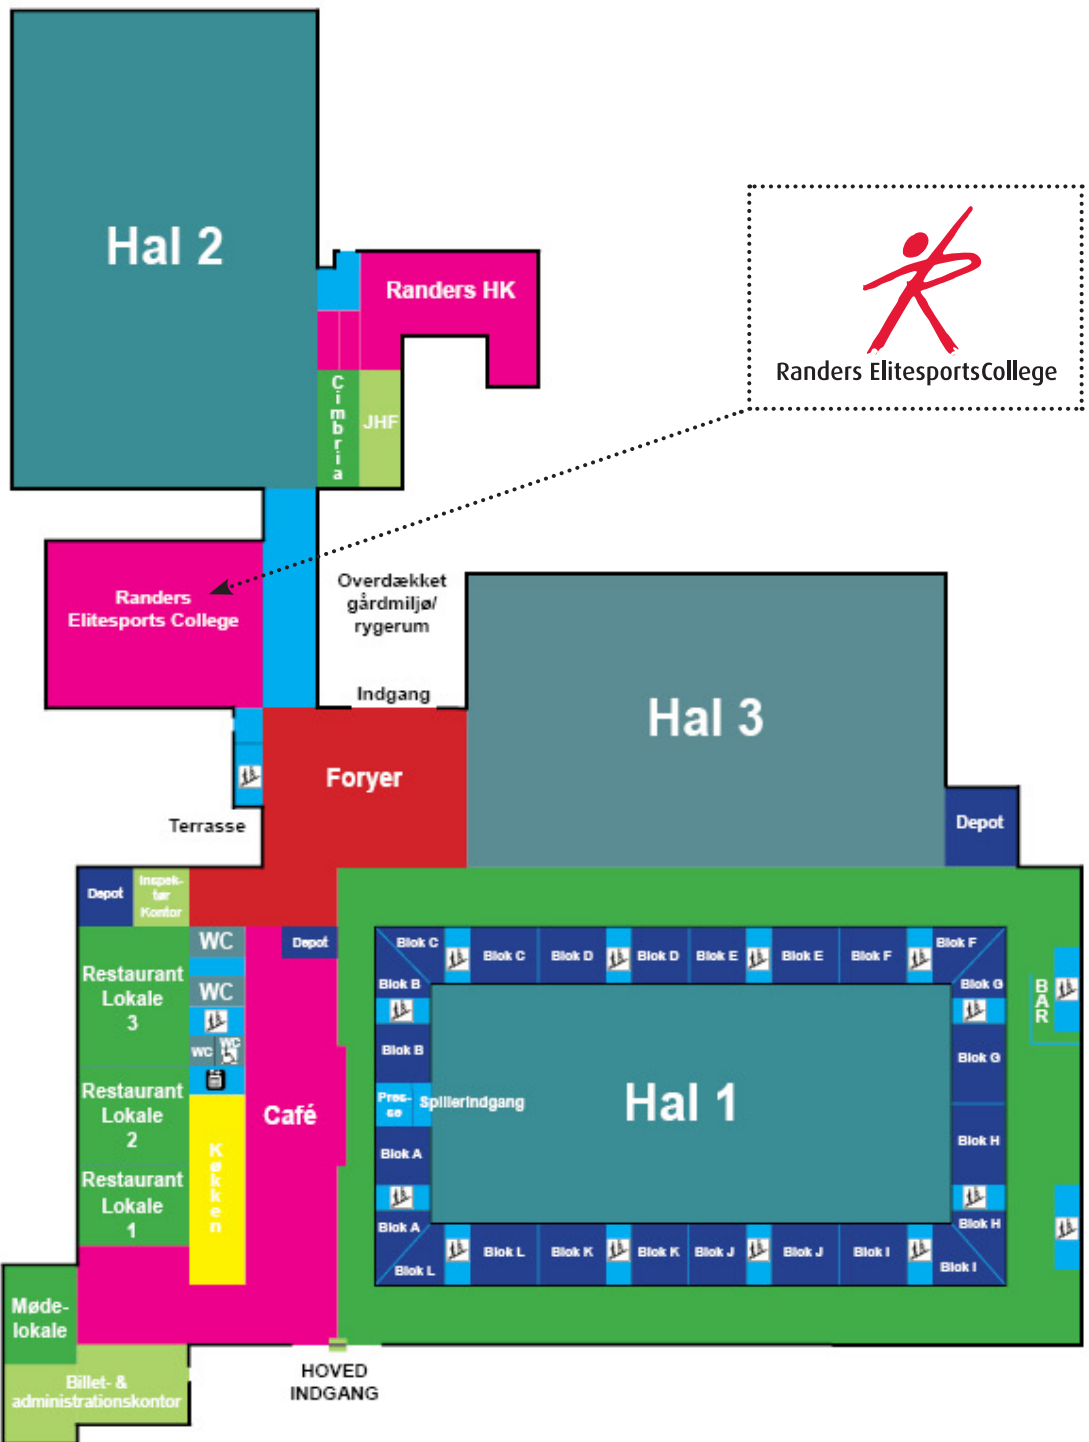 Hal 2
Randers HK
Cimbria
JHF
Randers ElitesportsCollege
Randers
Elitesports College
Overdækket
gårdmiljø/
rygerum
Indgang
Hal 3
Foryer
Terrasse
Depot
Depot
Inspek-
tør
Kontor
WC
Depot
Restaurant
Lokale
3
WC
WC
WC
Restaurant
Lokale
2
Café
Køkken
Restaurant
Lokale
1
Blok C
Blok C
Blok D
Blok D
Blok E
Blok E
Blok F
Blok F
Blok B
Blok G
BAR
Blok B
Blok G
Pres-
se
Spillerindgang
Hal 1
Blok A
Blok H
Blok A
Blok H
Blok L
Blok L
Blok K
Blok K
Blok J
Blok J
Blok I
Blok I
Møde-
lokale
Billet- &
administrationskontor
HOVED
INDGANG